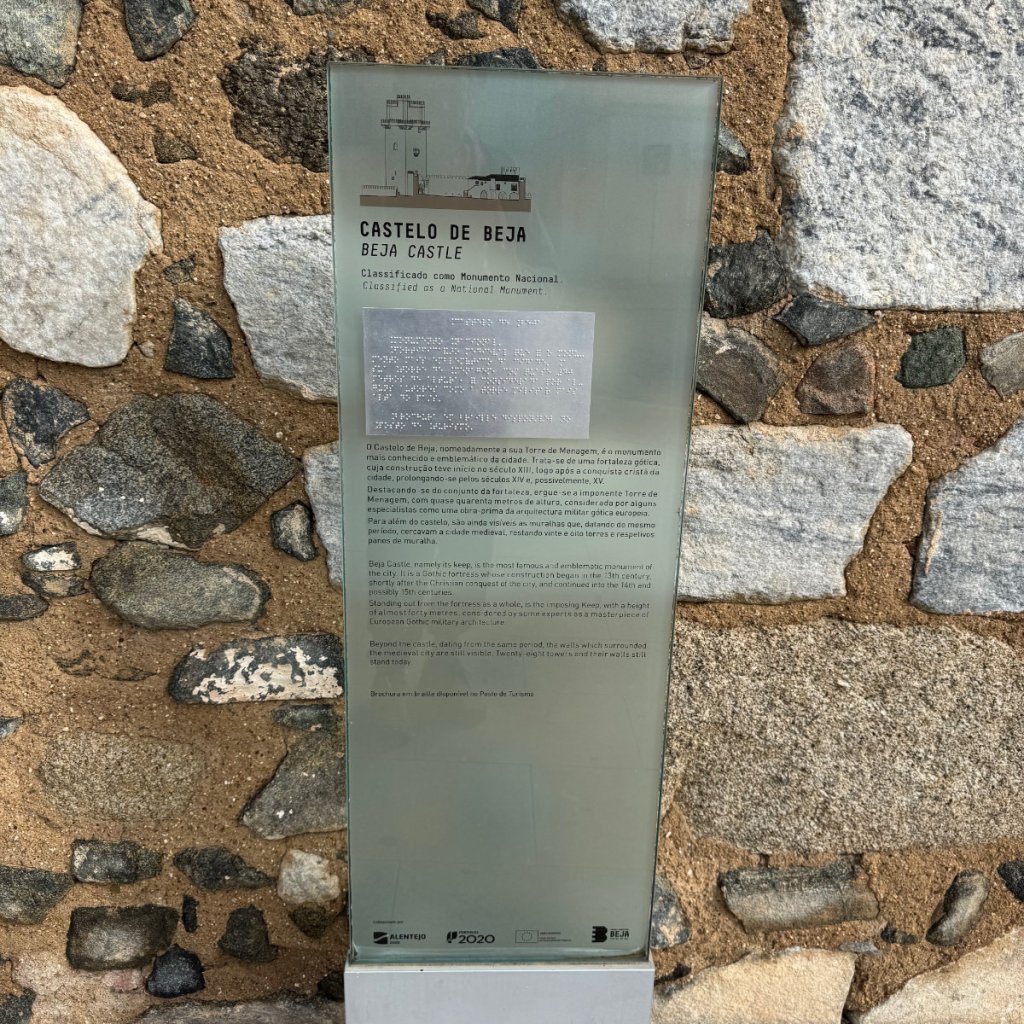 CASTELO DE BEJA
BEJA CASTLE
Classificado como Monumento Nacional.
Classified as a National Monument.
O Castelo de Beja, nomeadamente a sua Torre de Menagem, é o monumento
mais conhecido e emblemático da cidade. Trata-se de uma fortaleza gótica,
cuja construção teve início no século XIII, logo após a conquista cristã da
cidade, prolongando-se pelos séculos XIV e, possivelmente, XV.
Destacando-se do conjunto da fortaleza, ergue-se a imponente Torre de
Menagem, com quase quarenta metros de altura, considerada por alguns
especialistas como uma obra-prima da arquitectura militar gótica europeia.
Para além do castelo, são ainda visíveis as muralhas que, datando do mesmo
período, cercavam a cidade medieval, restando vinte e oito torres e respetivos
panos de muralha.
Beja Castle, namely its keep, is the most famous and emblematic monument of
the city. It is a Gothic fortress whose construction began in the 13th century,
shortly after the Christian conquest of the city, and continued into the 14th and
possibly 15th centuries.
Standing out from the fortress as a whole, is the imposing Keep, with a height
of almost forty metres, considered by some experts as a masterpiece of
European Gothic military architecture.
Beyond the castle, dating from the same period, the walls which surrounded
the medieval city are still visible. Twenty-eight towers and their walls still
stand today.
Brochura em braille disponível no Posto de Turismo
ALENTEJO
2020
PORTUGAL
2020
BEJA